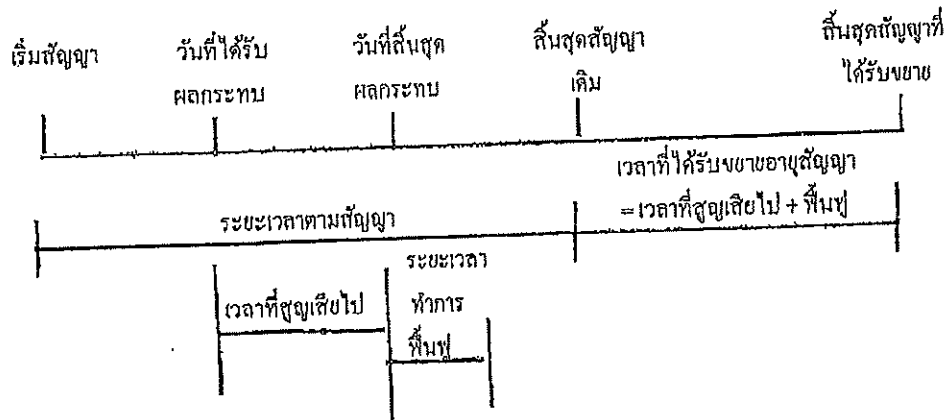 เริ่มสัญญา
วันที่ได้รับ
ผลกระทบ
วันที่สิ้นสุด
ผลกระทบ
สิ้นสุดสัญญา
เดิม
สิ้นสุดสัญญาที่
ได้รับขยาย
เวลาที่ได้รับขยายอายุสัญญา
=เวลาที่สูญเสียไป + ฟื้นฟู
ระยะเวลาตามสัญญา
เวลาที่สูญเสียไป
ระยะเวลา
ทำการ
ฟื้นฟู